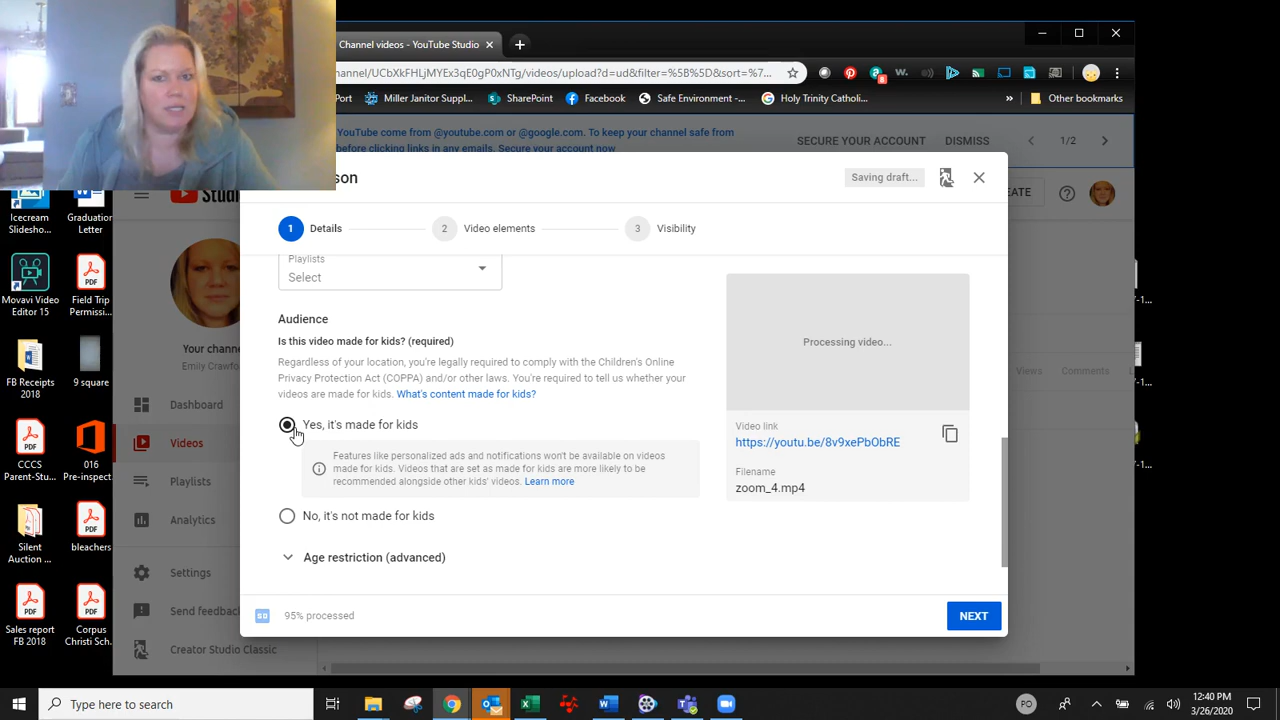 Channel videos - YouTube Studio
annel/UCbXkFHLjMYEx3qE0gP0xNTg/videos/upload?d=ud&filter=%5B%5D&sort=%7...
Port
Miller Janitor Suppl...
SharePoint
Facebook
Safe Environment-...
Holy Trinity Catholi...
»
Other bookmarks
8
YouTube come from @youtube.com or @google.com. To keep your channel safe from
before clicking links in any emails. Secure your account now
SECURE YOUR ACCOUNT
DISMISS
1/2
son
Saving draft...
EATE
Stud
1 Details
2 Video elements
3 Visibility
Playlists
Select
Audience
Is this video made for kids? (required)
Regardless of your location, you're legally required to comply with the Children's Online
Privacy Protection Act (COPPA) and/or other laws. You're required to tell us whether your
videos are made for kids. What's content made for kids?
Yes, it's made for kids
Features like personalized ads and notifications won't be available on videos
made for kids. Videos that are set as made for kids are more likely to be
recommended alongside other kids' videos. Learn more
No, it's not made for kids
Age restriction (advanced)
Processing video...
Video link
https://youtu.be/8v9xePbObRE
Filename
zoom_4.mp4
SD
95% processed
NEXT
Your chann
Emily Crawfo
Dashboard
Videos
Playlists
Analytics
Settings
Send feedbac
Creator Studio Classic
Views
Comments
Icecream
Slidesho...
Graduation
Letter
Movavi Video
Editor 15
Field Trip
Permissi...
FB Receipts
2018
9 square
CCCS
Parent-Stu...
016
Pre-inspect...
Silent
Auction ...
bleachers
Sales report
FB 2018
Corpus
Christi Sch...
Type here to search
PO
12:40 PM
3/26/2020